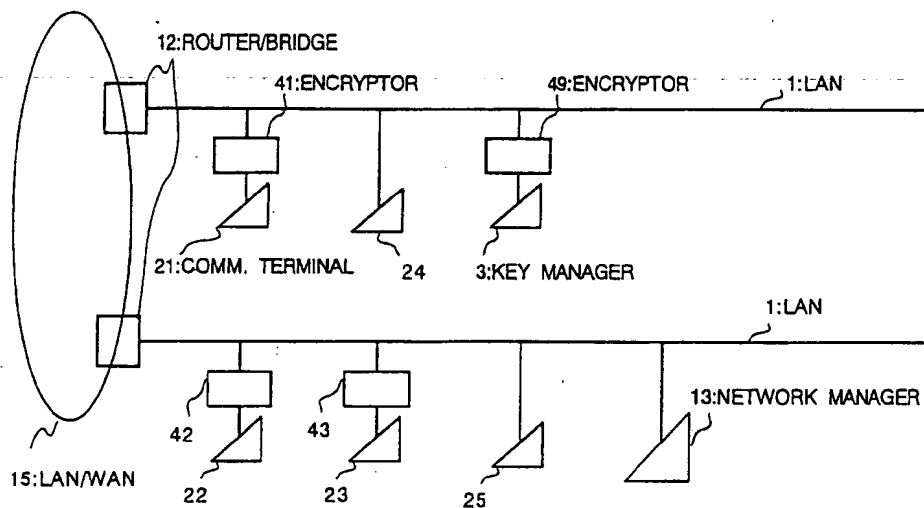 12:ROUTER/BRIDGE
41:ENCRYPTOR
49:ENCRYPTOR
1:LAN
21:COMM. TERMINAL
24
3:KEY MANAGER
1:LAN
42
43
13:NETWORK MANAGER
15:LAN/WAN
22
23
25